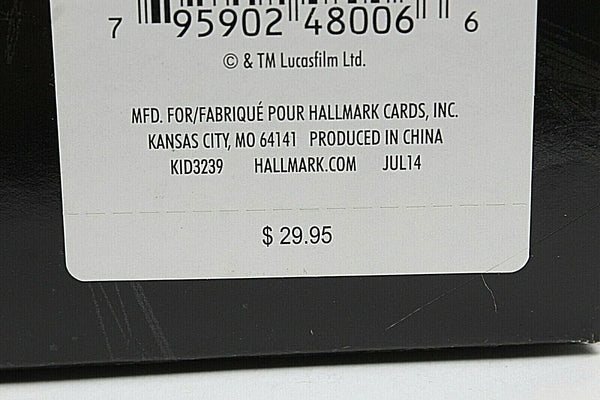 7 95902 48006 6
© & TM Lucasfilm Ltd.
MFD. FOR/FABRIQUÉ POUR HALLMARK CARDS, INC.
KANSAS CITY, MO 64141 PRODUCED IN CHINA
KID3239 HALLMARK.COM JUL14
$ 29.95